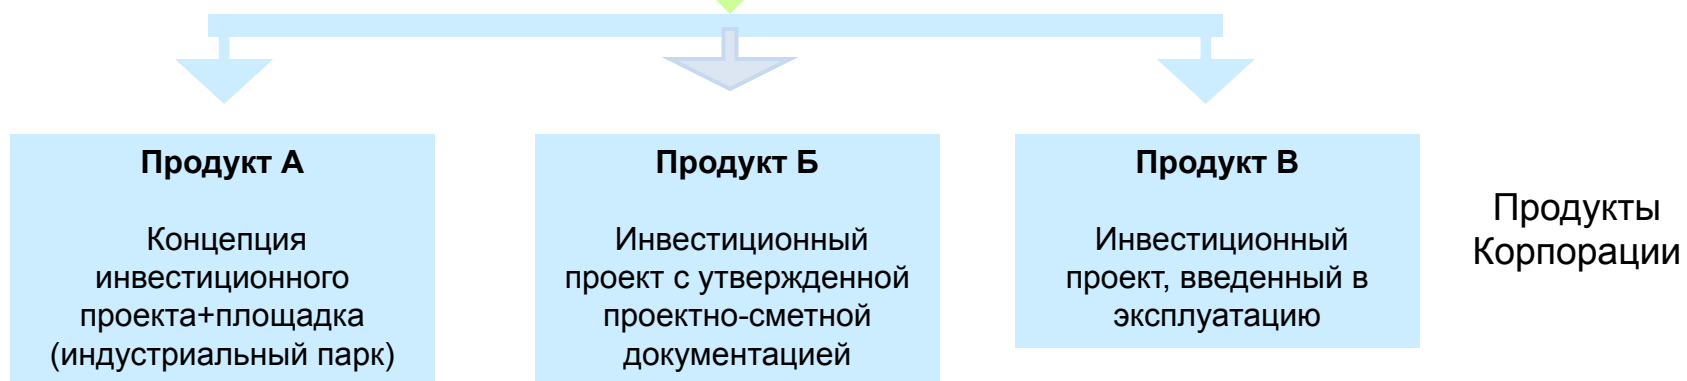 Продукт А
Концепция
инвестиционного
проекта+площадка
(индустриальный парк)
Продукт Б
Инвестиционный
проект с утвержденной
проектно-сметной
документацией
Продукт В
Инвестиционный
проект, введенный в
эксплуатацию
Продукты
Корпорации